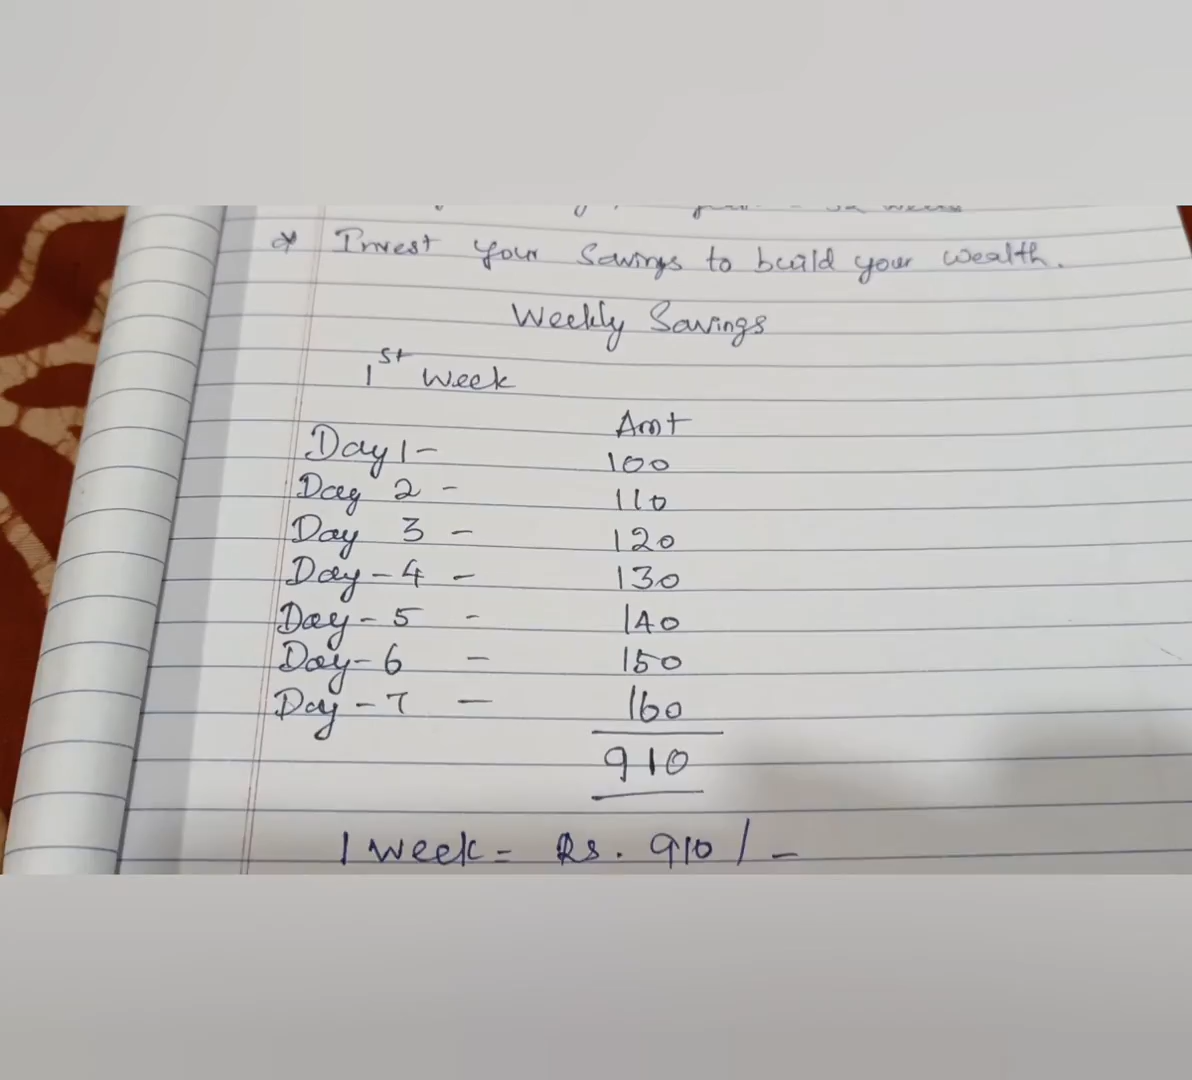 * Invest your Savings to build your wealth.
Weekly Savings
1st Week
Amt
Day 1 - 100
Day 2 - 110
Day 3 - 120
Day - 4 - 130
Day - 5 - 140
Day - 6 - 150
Day - 7 - 160
910
1 Week = Rs. 910/-